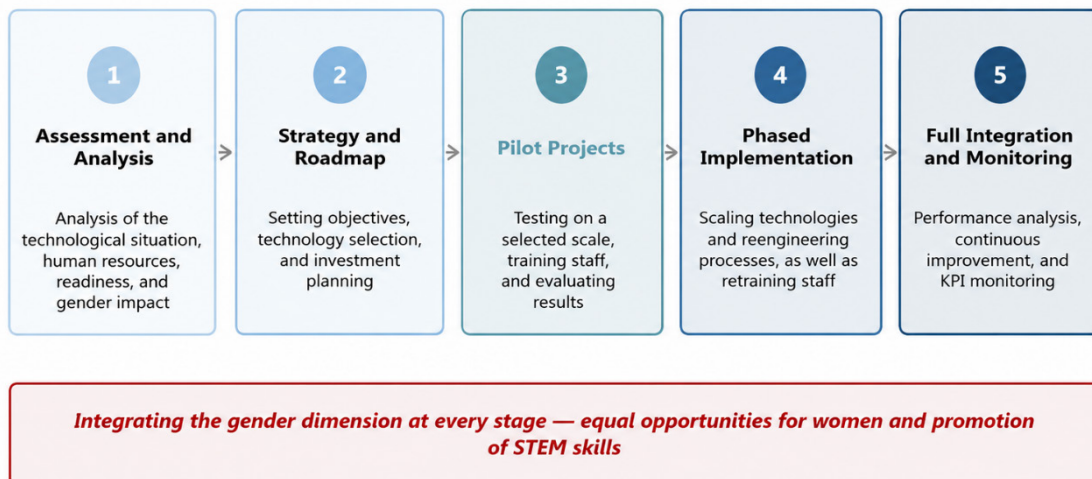 1
Assessment and
Analysis
Analysis of the
technological situation,
human resources,
readiness, and
gender impact
2
Strategy and
Roadmap
Setting objectives,
technology selection,
and investment
planning
3
Pilot Projects
Testing on a
selected scale,
training staff,
and evaluating
results
4
Phased
Implementation
Scaling technologies
and reengineering
processes, as well as
retraining staff
5
Full Integration
and Monitoring
Performance analysis,
continuous
improvement, and
KPI monitoring
Integrating the gender dimension at every stage — equal opportunities for women and promotion
of STEM skills